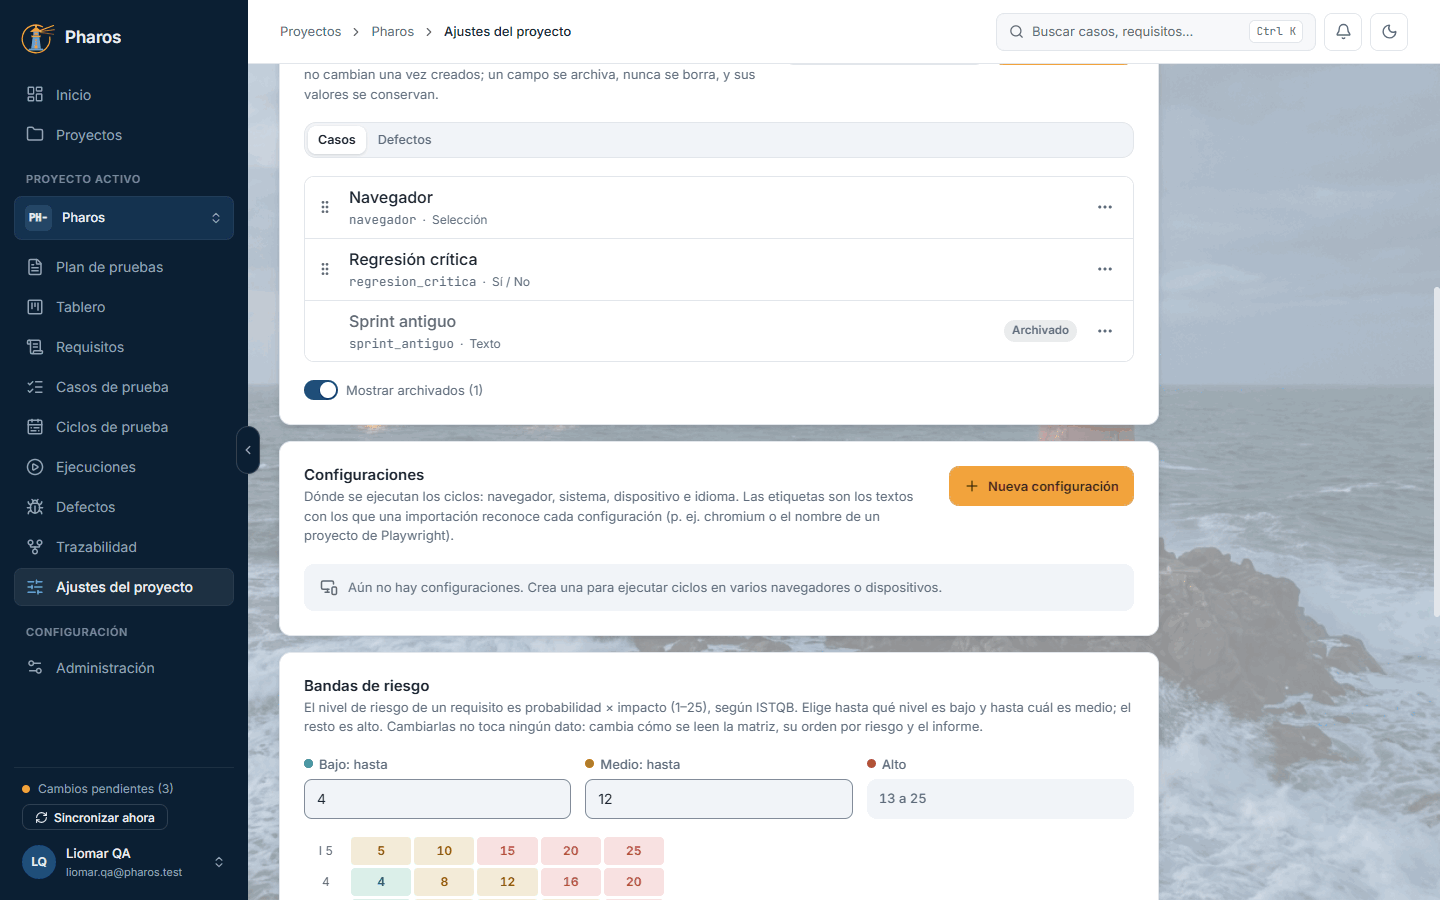 Pharos
Inicio
Proyectos
PROYECTO ACTIVO
PH-
Pharos
Plan de pruebas
Tablero
Requisitos
Casos de prueba
Ciclos de prueba
Ejecuciones
Defectos
Trazabilidad
Ajustes del proyecto
CONFIGURACIÓN
Administración
Cambios pendientes (3)
Sincronizar ahora
LQ
Liomar QA
liomar.qa@pharos.test
Proyectos
Pharos
Ajustes del proyecto
Buscar casos, requisitos...
Ctrl K
no cambian una vez creados; un campo se archiva, nunca se borra, y sus
valores se conservan.
Casos
Defectos
Navegador
navegador · Selección
Regresión crítica
regresion_critica · Sí / No
Sprint antiguo
sprint_antiguo · Texto
Archivado
Mostrar archivados (1)
Configuraciones
Dónde se ejecutan los ciclos: navegador, sistema, dispositivo e idioma. Las etiquetas son los textos
con los que una importación reconoce cada configuración (p. ej. chromium o el nombre de un
proyecto de Playwright).
Nueva configuración
Aún no hay configuraciones. Crea una para ejecutar ciclos en varios navegadores o dispositivos.
Bandas de riesgo
El nivel de riesgo de un requisito es probabilidad × impacto (1–25), según ISTQB. Elige hasta qué nivel es bajo y hasta cuál es medio; el
resto es alto. Cambiarlas no toca ningún dato: cambia cómo se leen la matriz, su orden por riesgo y el informe.
Bajo: hasta
Medio: hasta
Alto
4
12
13 a 25
I 5 5 10 15 20 25
4 4 8 12 16 20